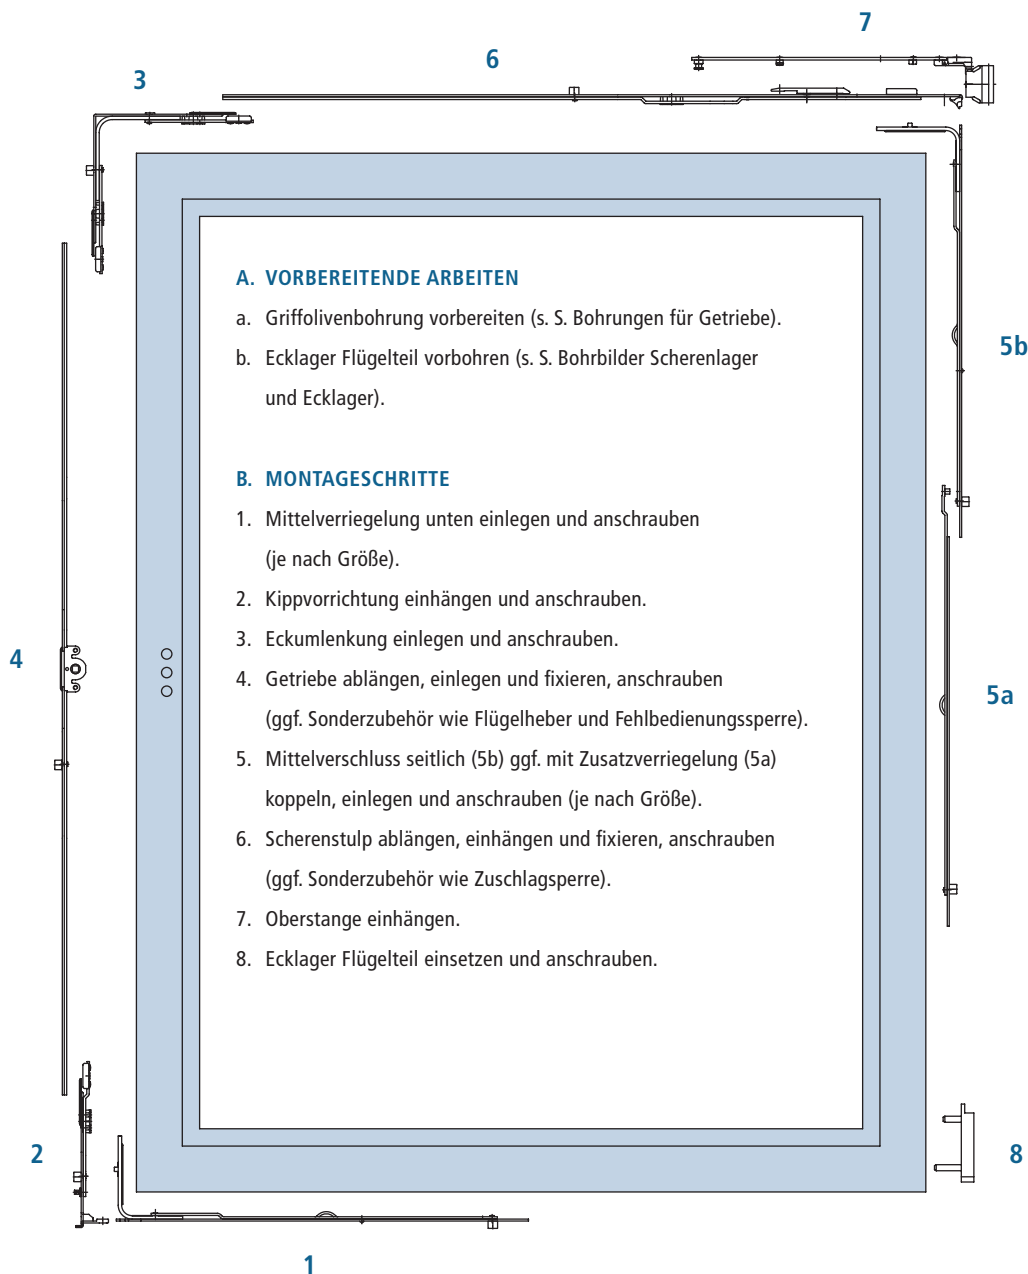 7
6
3
A. VORBEREITENDE ARBEITEN
a. Griffolivenbohrung vorbereiten (s. S. Bohrungen für Getriebe).
b. Ecklager Flügelteil vorbohren (s. S. Bohrbilder Scherenlager
und Ecklager).
5b
B. MONTAGESCHRITTE
1. Mittelverriegelung unten einlegen und anschrauben
(je nach Größe).
2. Kippvorrichtung einhängen und anschrauben.
3. Eckumlenkung einlegen und anschrauben.
4
4. Getriebe ablängen, einlegen und fixieren, anschrauben
(ggf. Sonderzubehör wie Flügelheber und Fehlbedienungssperre).
5a
5. Mittelverschluss seitlich (5b) ggf. mit Zusatzverriegelung (5a)
koppeln, einlegen und anschrauben (je nach Größe).
6. Scherenstulp ablängen, einhängen und fixieren, anschrauben
(ggf. Sonderzubehör wie Zuschlagsperre).
7. Oberstange einhängen.
8. Ecklager Flügelteil einsetzen und anschrauben.
2
8
1